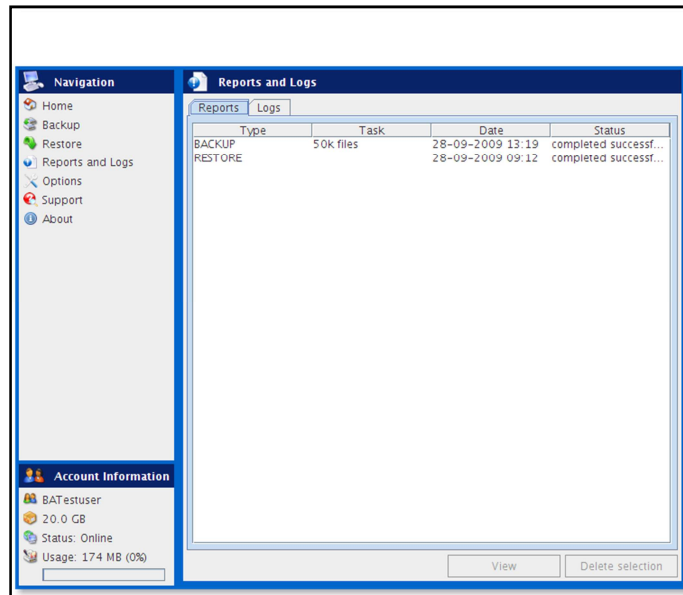 Navigation
Home
Backup
Restore
Reports and Logs
Options
Support
About
Account Information
BATestuser
20.0 GB
Status: Online
Usage: 174 MB (0%)
Reports and Logs
Reports Logs
Type Task Date Status
BACKUP 50k files 28-09-2009 13:19 completed successf...
RESTORE 28-09-2009 09:12 completed successf...
View Delete selection